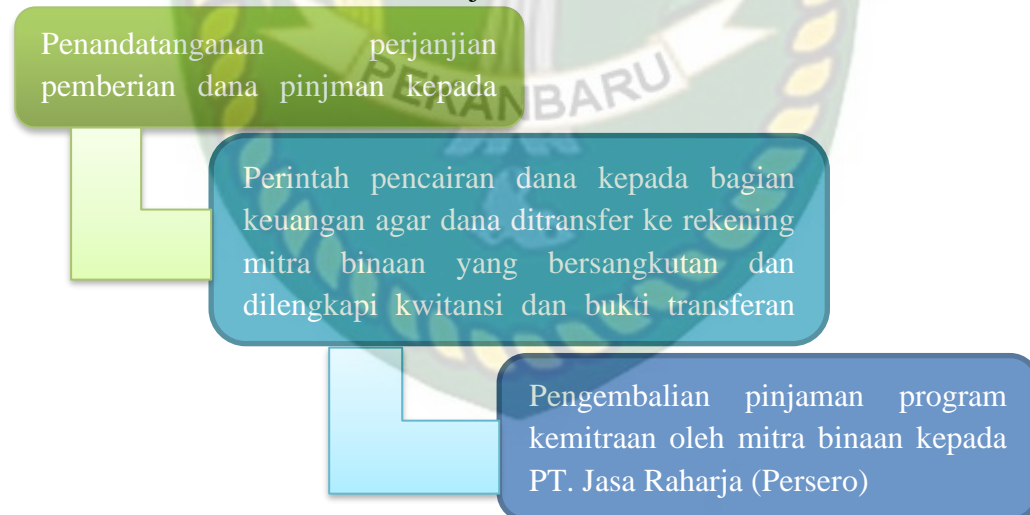 Penandatanganan perjanjian
pemberian dana pinjman kepada
PEKANBARU
Perintah pencairan dana kepada bagian
keuangan agar dana ditransfer ke rekening
mitra binaan yang bersangkutan dan
dilengkapi kwitansi dan bukti transferan
Pengembalian pinjaman program
kemitraan oleh mitra binaan kepada
PT. Jasa Raharja (Persero)